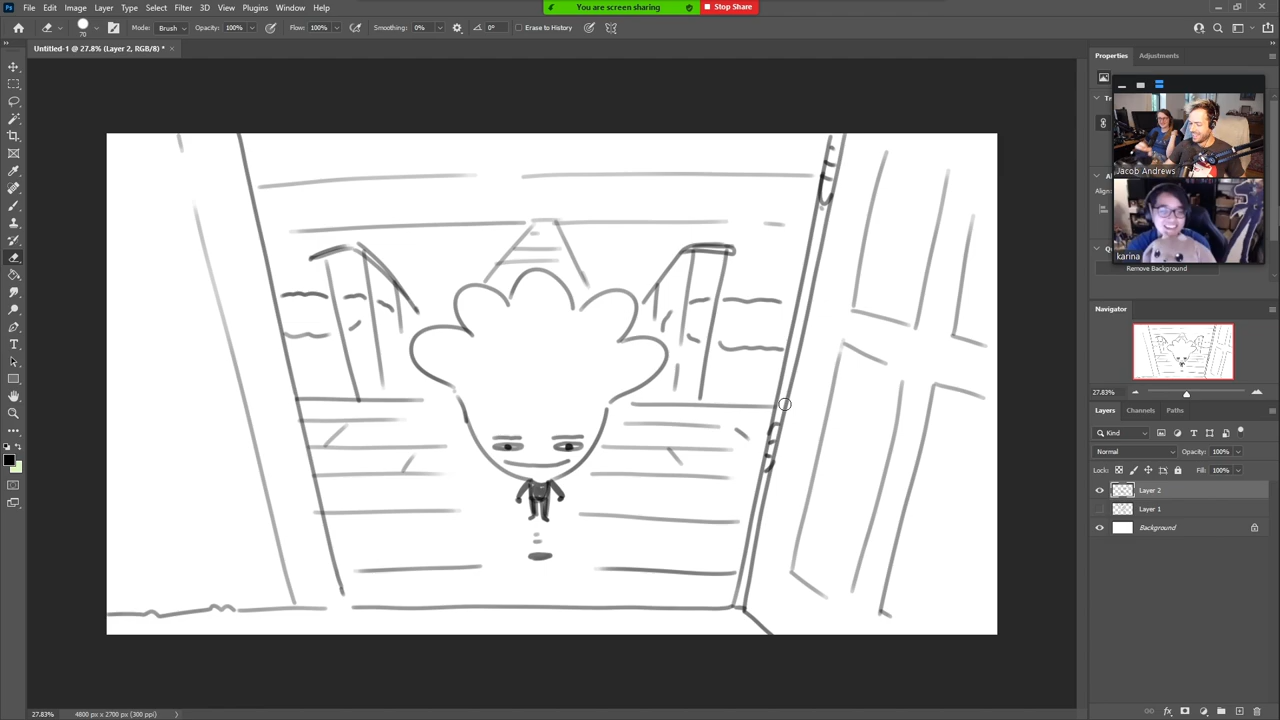 You are screen sharing
Stop Share
Ps File Edit Image Layer Type Select Filter 3D View Plugins Window Help
70 Mode: Brush Opacity: 100% Flow: 100% Smoothing: 0% 0° Erase to History
Untitled-1 @ 27.8% (Layer 2, RGB/8) *
Properties Adjustments
Jacob Andrews
karina
Remove Background
Navigator
27.83%
Layers Channels Paths
Kind
Normal Opacity: 100%
Lock: Fill: 100%
Layer 2
Layer 1
Background
27.83% 4800 px x 2700 px (300 ppi)